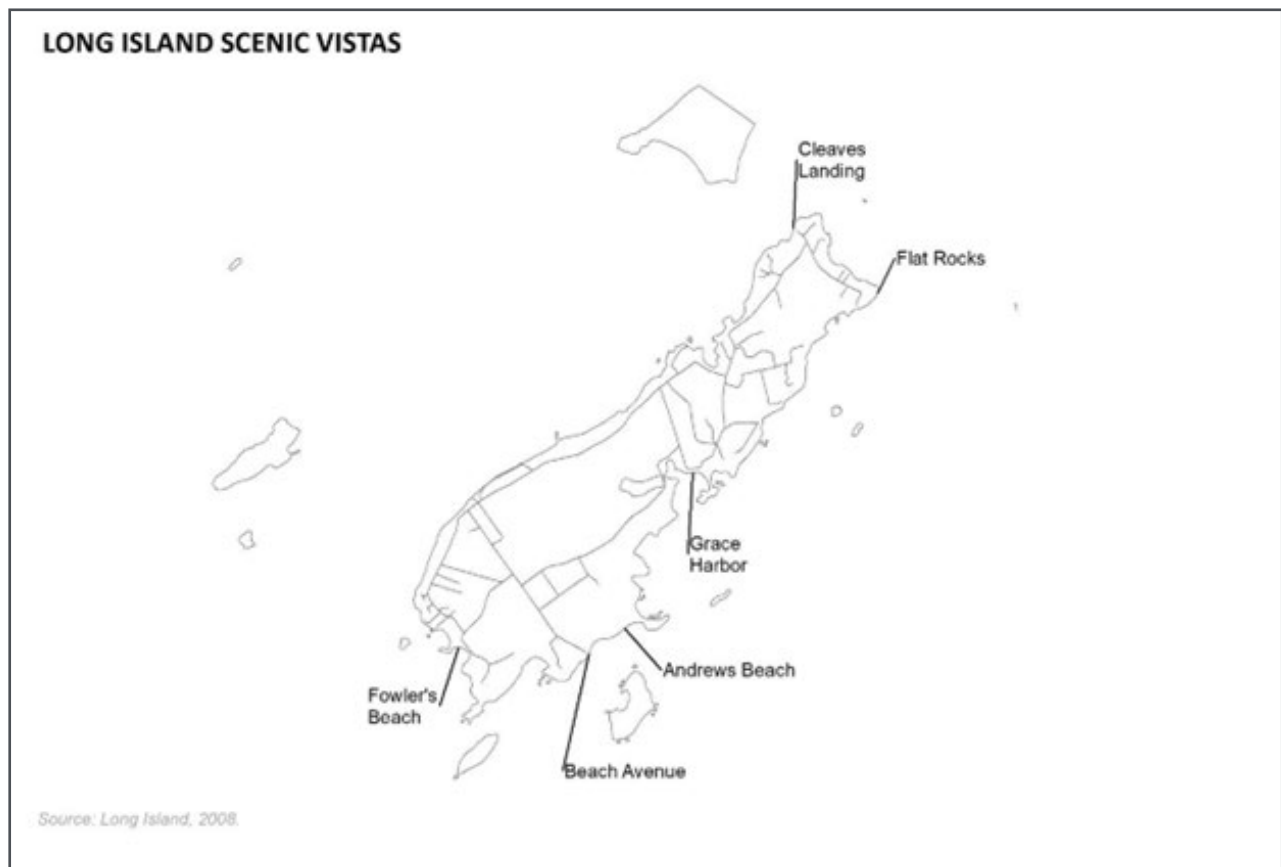 LONG ISLAND SCENIC VISTAS
Cleaves
Landing
Flat Rocks
Grace
Harbor
Andrews Beach
Fowler's
Beach
Beach Avenue
Source: Long Island, 2008.